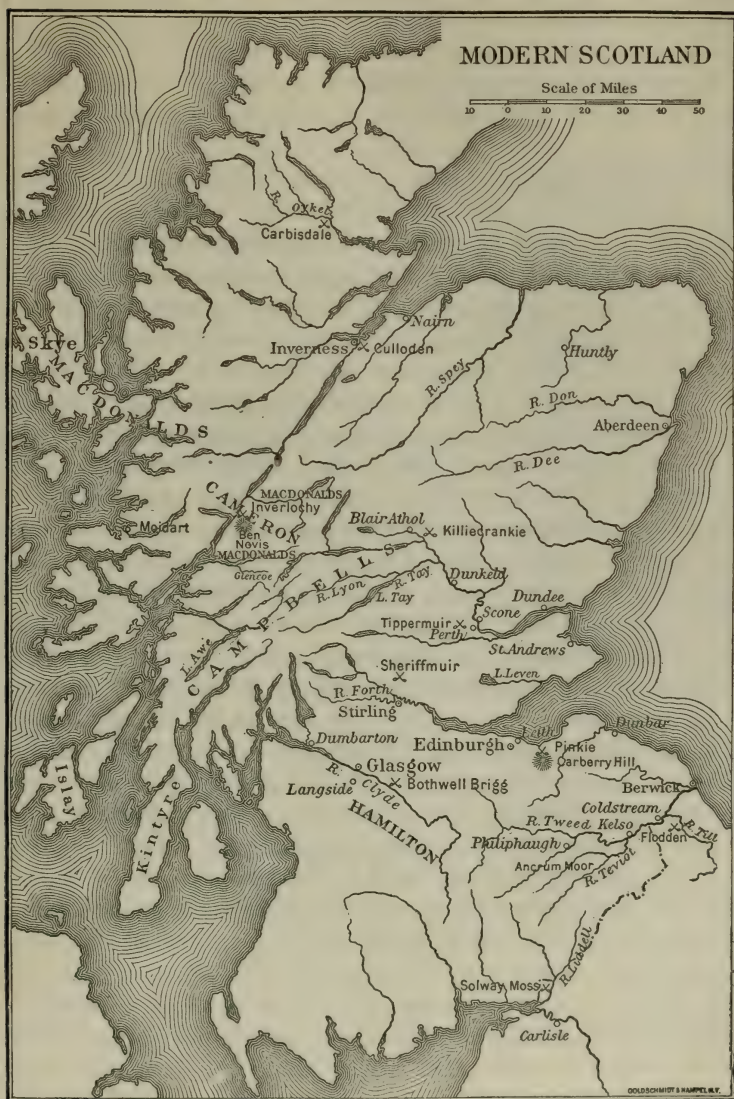 MODERN SCOTLAND
Scale of Miles
10 0 10 20 30 40 50
R. Oykel
Carbisdale
Nairn
Inverness
Culloden
Huntly
Skye
MACDONALDS
R. Spey
R. Don
Aberdeen
R. Dee
CAMERON
MACDONALDS
Inverlochy
Moidart
Ben
Nevis
MACDONALDS
Blair Athol
Killiecrankie
Glencoe
CAMPBELLS
R. Lyon
R. Tay
L. Tay
Dunkeld
Dundee
Scone
Tippermuir
Perth
St. Andrews
L. Awe
Sheriffmuir
L. Leven
R. Forth
Stirling
Dumbarton
Edinburgh
Leith
Dunbar
Pinkie
Carberry Hill
Islay
Kintyre
Glasgow
Langside
R. Clyde
Bothwell Brigg
HAMILTON
Berwick
Coldstream
R. Tweed
Kelso
R. Till
Flodden
Philiphaugh
Ancrum Moor
R. Teviot
R. Liddell
Solway Moss
Carlisle
GOLDSCHMIDT & HAMPEL N.Y.